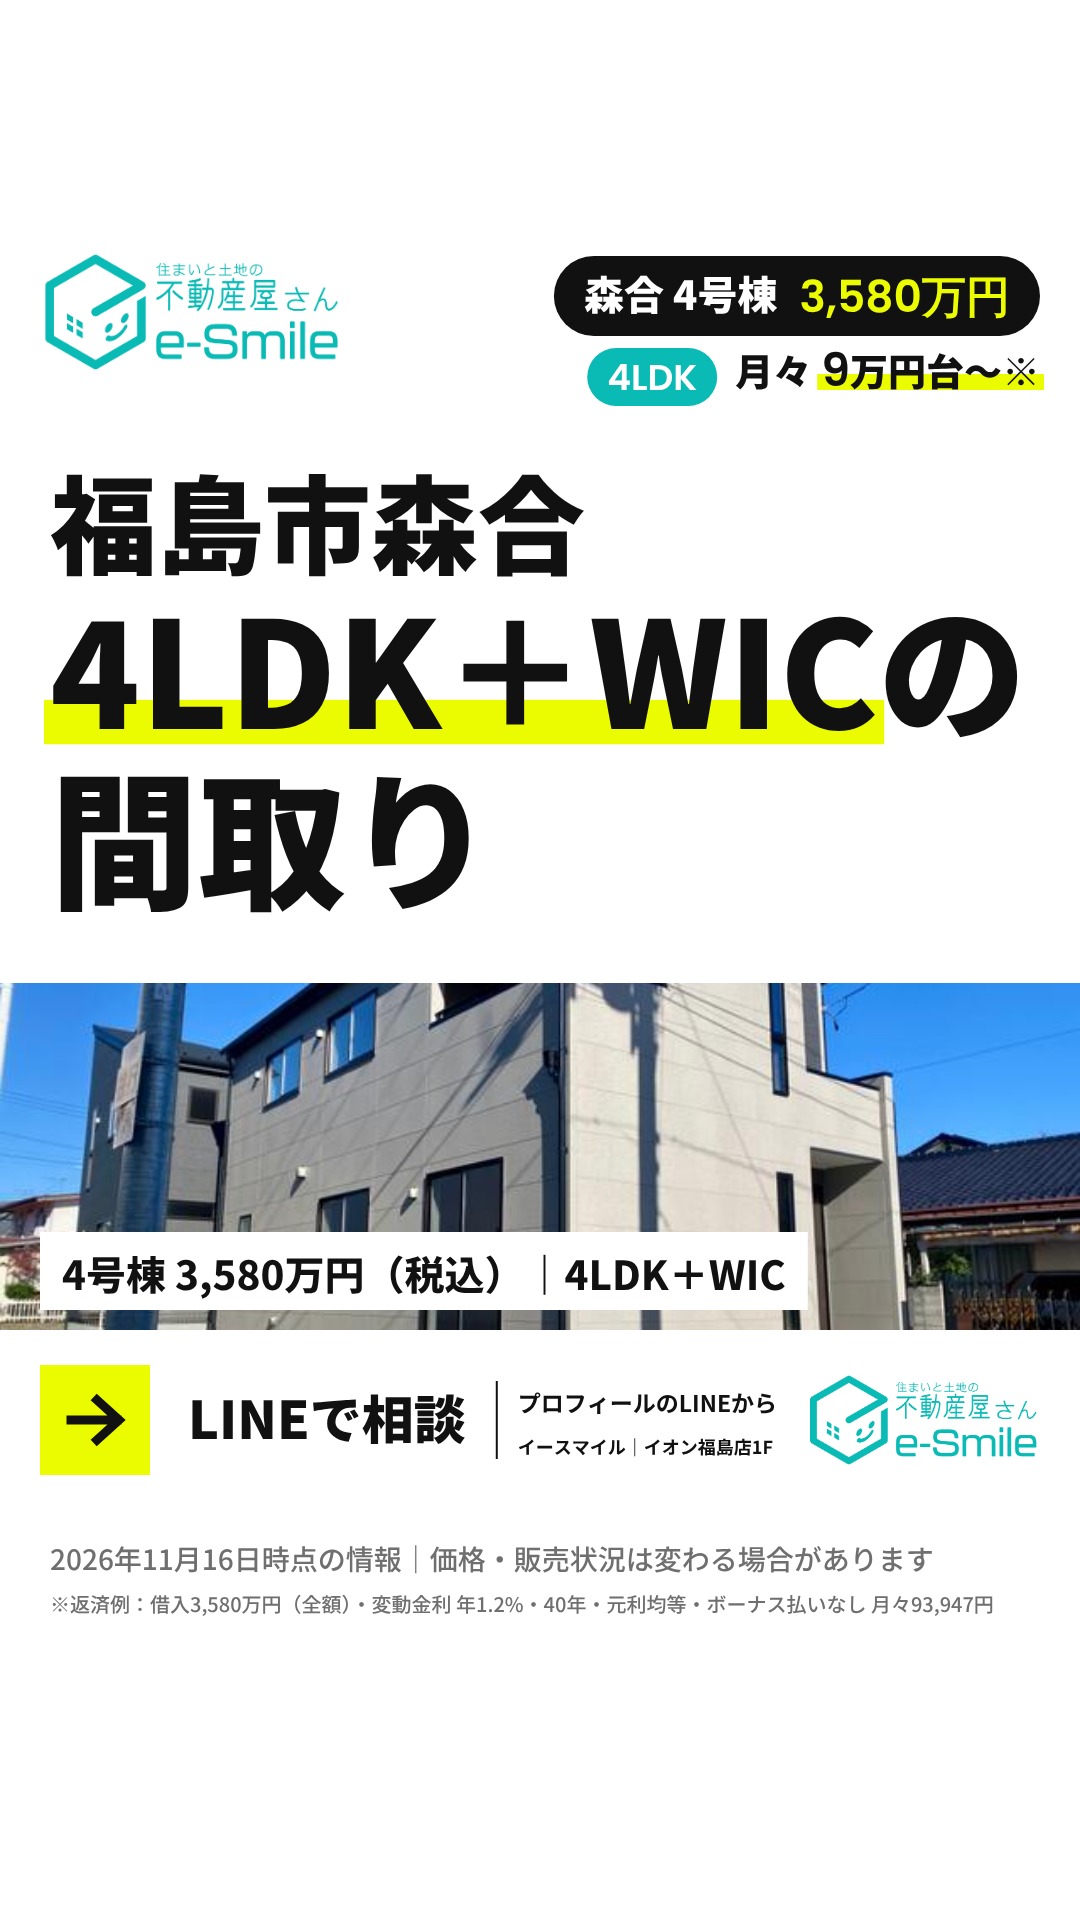 住まいと土地の
不動産屋さん
e-Smile
森合 4号棟 3,580万円
4LDK 月々 9万円台〜※
福島市森合
4LDK＋WICの
間取り
4号棟 3,580万円（税込）｜4LDK＋WIC
LINEで相談
プロフィールのLINEから
イースマイル｜イオン福島店1F
住まいと土地の
不動産屋さん
e-Smile
2026年11月16日時点の情報｜価格・販売状況は変わる場合があります
※返済例：借入3,580万円（全額）・変動金利 年1.2%・40年・元利均等・ボーナス払いなし 月々93,947円